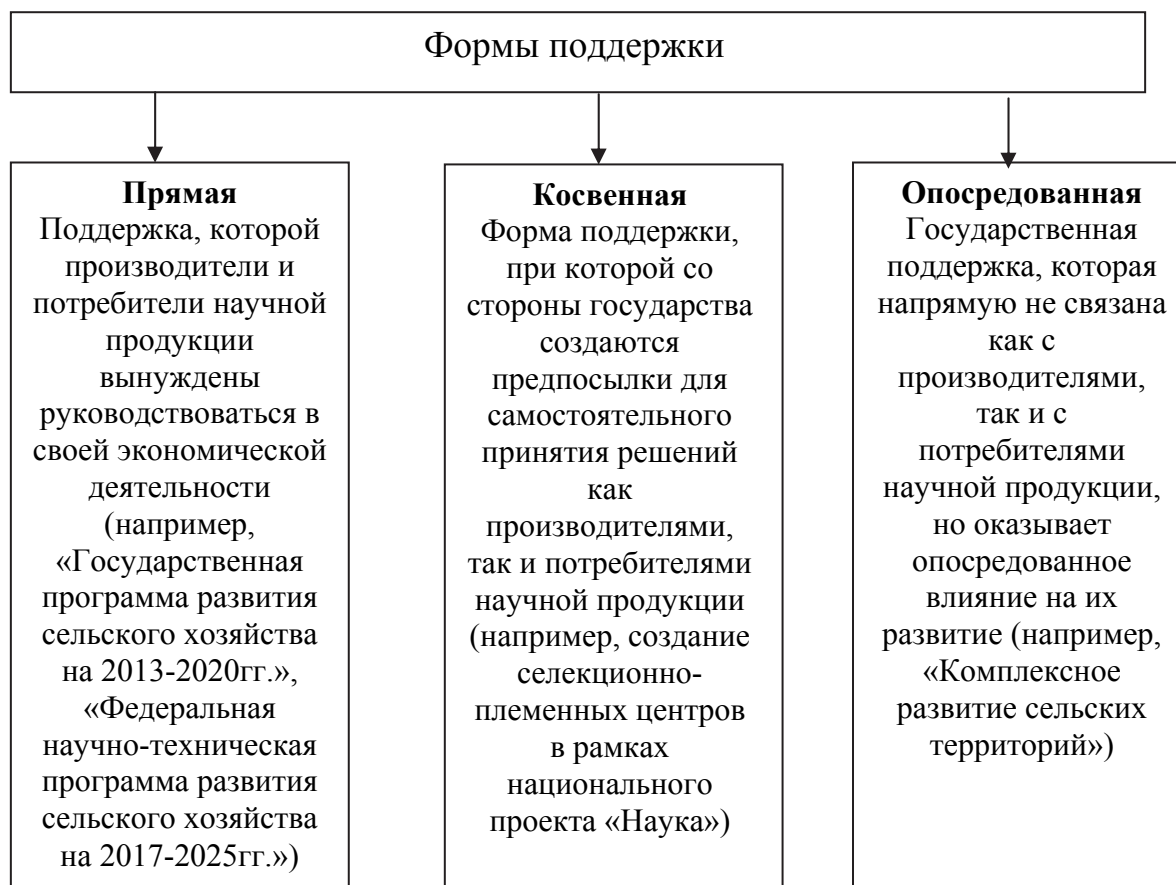 Формы поддержки
Прямая
Поддержка, которой
производители и
потребители научной
продукции
вынуждены
руководствоваться в
своей экономической
деятельности
(например,
«Государственная
программа развития
сельского хозяйства
на 2013-2020гг.»,
«Федеральная
научно-техническая
программа развития
сельского хозяйства
на 2017-2025гг.»)
Косвенная
Форма поддержки,
при которой со
стороны государства
создаются
предпосылки для
самостоятельного
принятия решений
как
производителями,
так и потребителями
научной продукции
(например, создание
селекционно-
племенных центров
в рамках
национального
проекта «Наука»)
Опосредованная
Государственная
поддержка, которая
напрямую не связана
как с
производителями,
так и с
потребителями
научной продукции,
но оказывает
опосредованное
влияние на их
развитие (например,
«Комплексное
развитие сельских
территорий»)